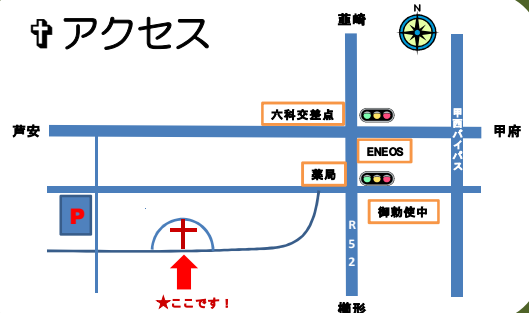 アクセス
N
韮崎
六科交差点
芦安
甲府
甲西バイパス
ENEOS
薬局
御勅使中
P
R52
★ここです！
櫛形